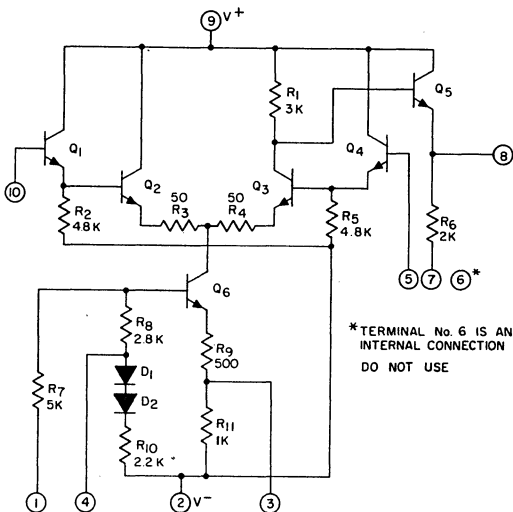 9 V+
R1
3K
Q5
Q1
Q4
8
10
Q2
50
R3
50
R4
Q3
R2
4.8K
R5
4.8K
R6
2K
5 7 6*
Q6
* TERMINAL No. 6 IS AN
INTERNAL CONNECTION
DO NOT USE
R8
2.8K
R9
500
D1
R7
5K
D2
R11
1K
R10
2.2K
1 4 2 V- 3